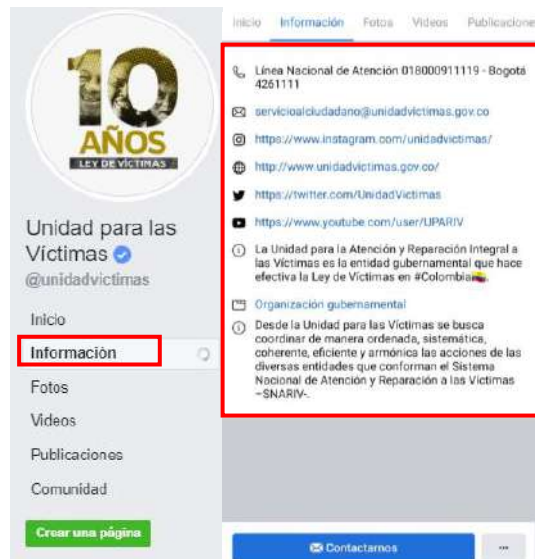 10
AÑOS
LEY DE VÍCTIMAS
Unidad para las
Víctimas
@unidadvictimas
Inicio
Información
Fotos
Videos
Publicaciones
Comunidad
Crear una página
Inicio Información Fotos Videos Publicacione
Línea Nacional de Atención 018000911119 - Bogotá
4261111
servicioalciudadano@unidadvictimas.gov.co
https://www.instagram.com/unidadvictimas/
http://www.unidadvictimas.gov.co/
https://twitter.com/UnidadVictimas
https://www.youtube.com/user/UPARIV
La Unidad para la Atención y Reparación Integral a
las Víctimas es la entidad gubernamental que hace
efectiva la Ley de Víctimas en #Colombia🇨🇴.
Organización gubernamental
Desde la Unidad para las Víctimas se busca
coordinar de manera ordenada, sistemática,
coherente, eficiente y armónica las acciones de las
diversas entidades que conforman el Sistema
Nacional de Atención y Reparación a las Víctimas
–SNARIV-.
Contactarnos